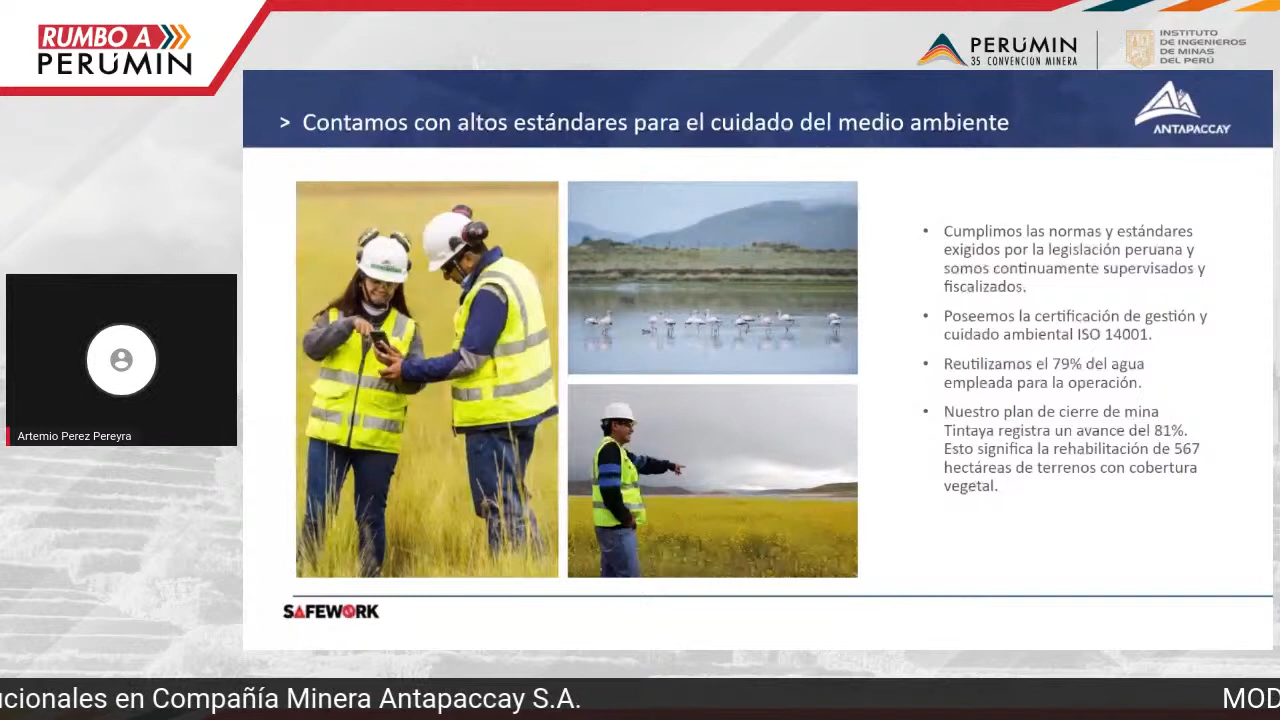 RUMBO A
PERÚMIN
PERÚMIN
35 CONVENCIÓN MINERA
INSTITUTO
DE INGENIEROS
DE MINAS
DEL PERÚ
> Contamos con altos estándares para el cuidado del medio ambiente
ANTAPACCAY
• Cumplimos las normas y estándares
exigidos por la legislación peruana y
somos continuamente supervisados y
fiscalizados.
• Poseemos la certificación de gestión y
cuidado ambiental ISO 14001.
• Reutilizamos el 79% del agua
empleada para la operación.
• Nuestro plan de cierre de mina
Tintaya registra un avance del 81%.
Esto significa la rehabilitación de 567
hectáreas de terrenos con cobertura
vegetal.
Artemio Perez Pereyra
SAFEWORK
ucionales en Compañía Minera Antapaccay S.A.
MOD